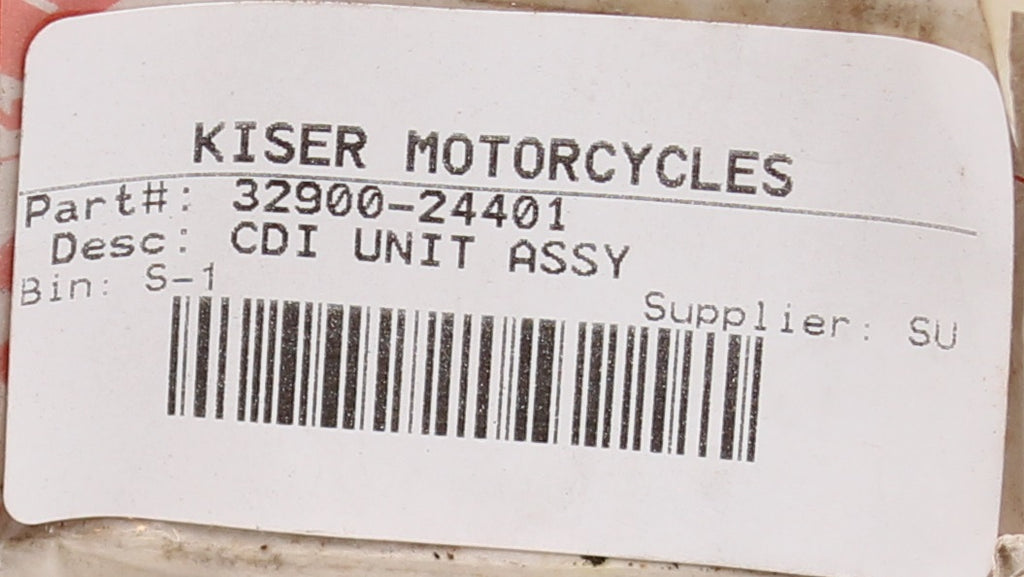 KISER MOTORCYCLES
Part#: 32900-24401
Desc: CDI UNIT ASSY
Bin: S-1
Supplier: SU